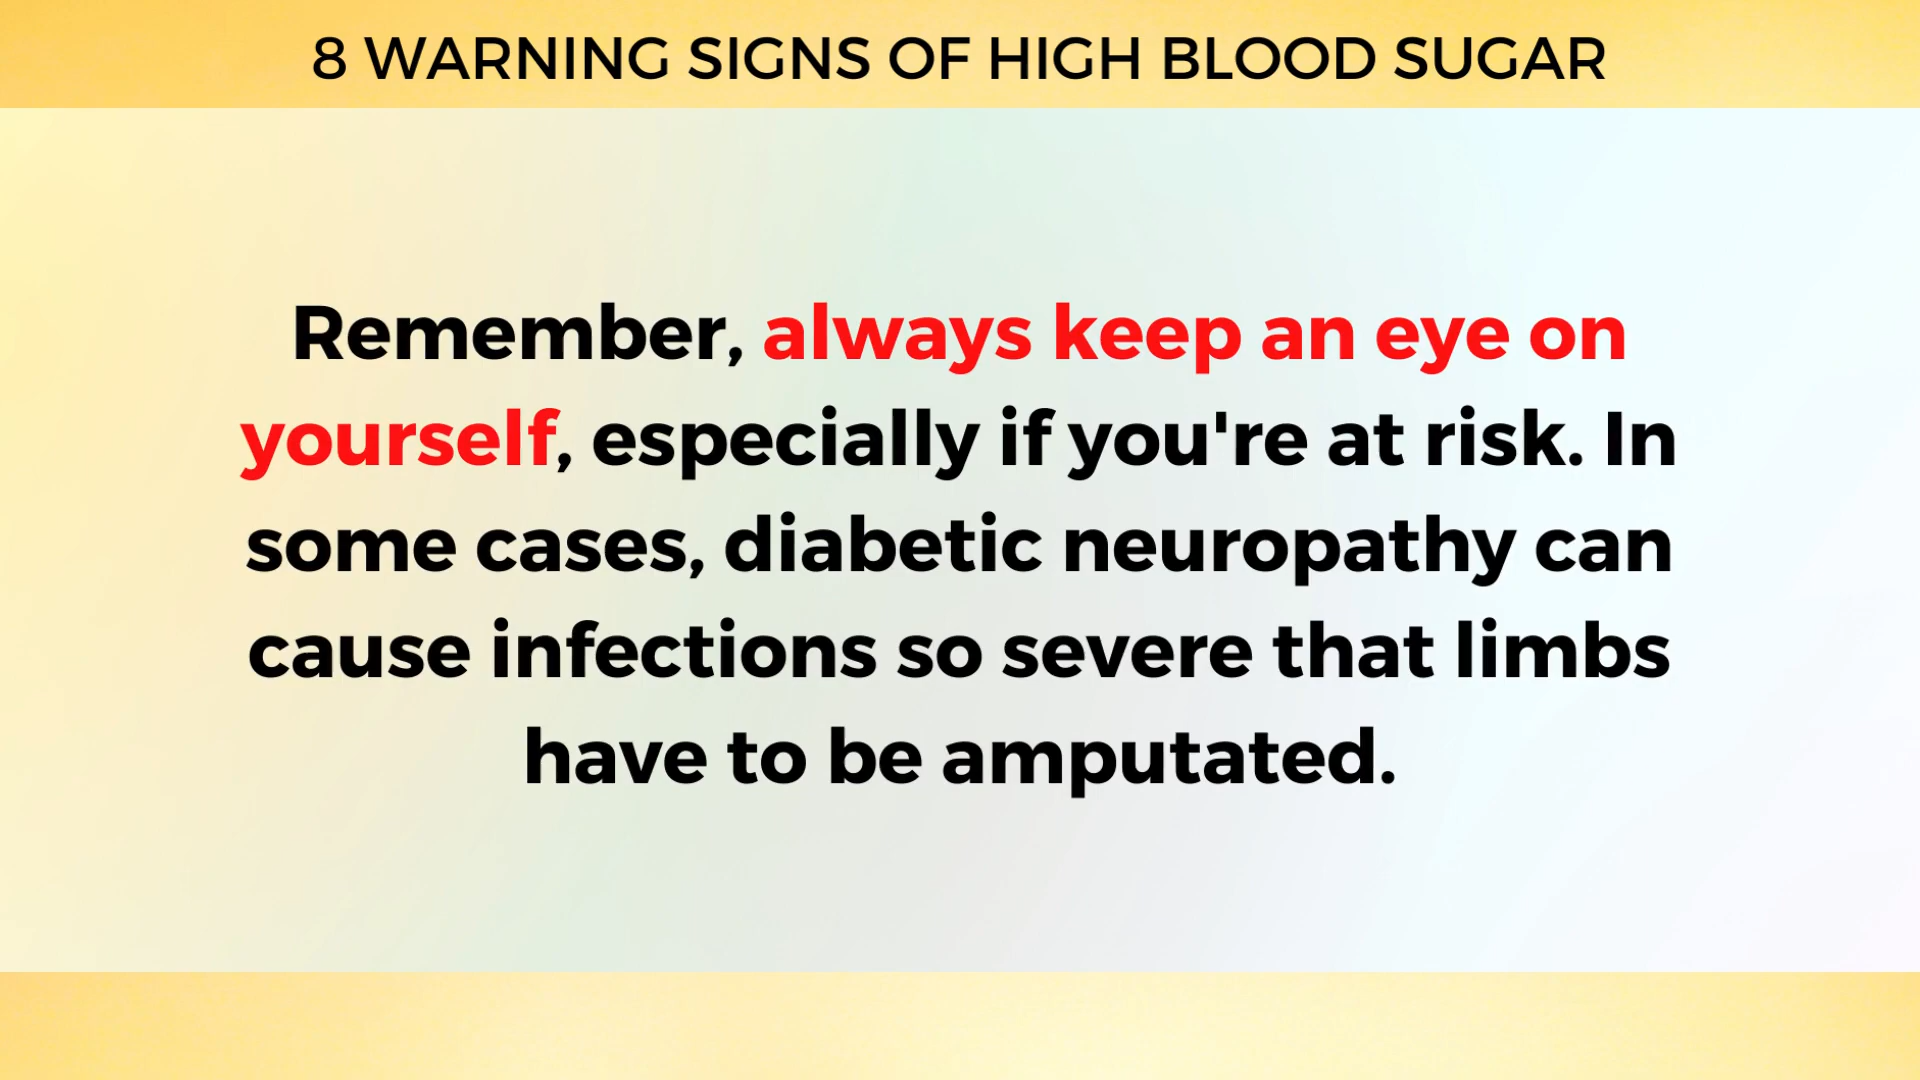 8 WARNING SIGNS OF HIGH BLOOD SUGAR
Remember, always keep an eye on
yourself, especially if you're at risk. In
some cases, diabetic neuropathy can
cause infections so severe that limbs
have to be amputated.